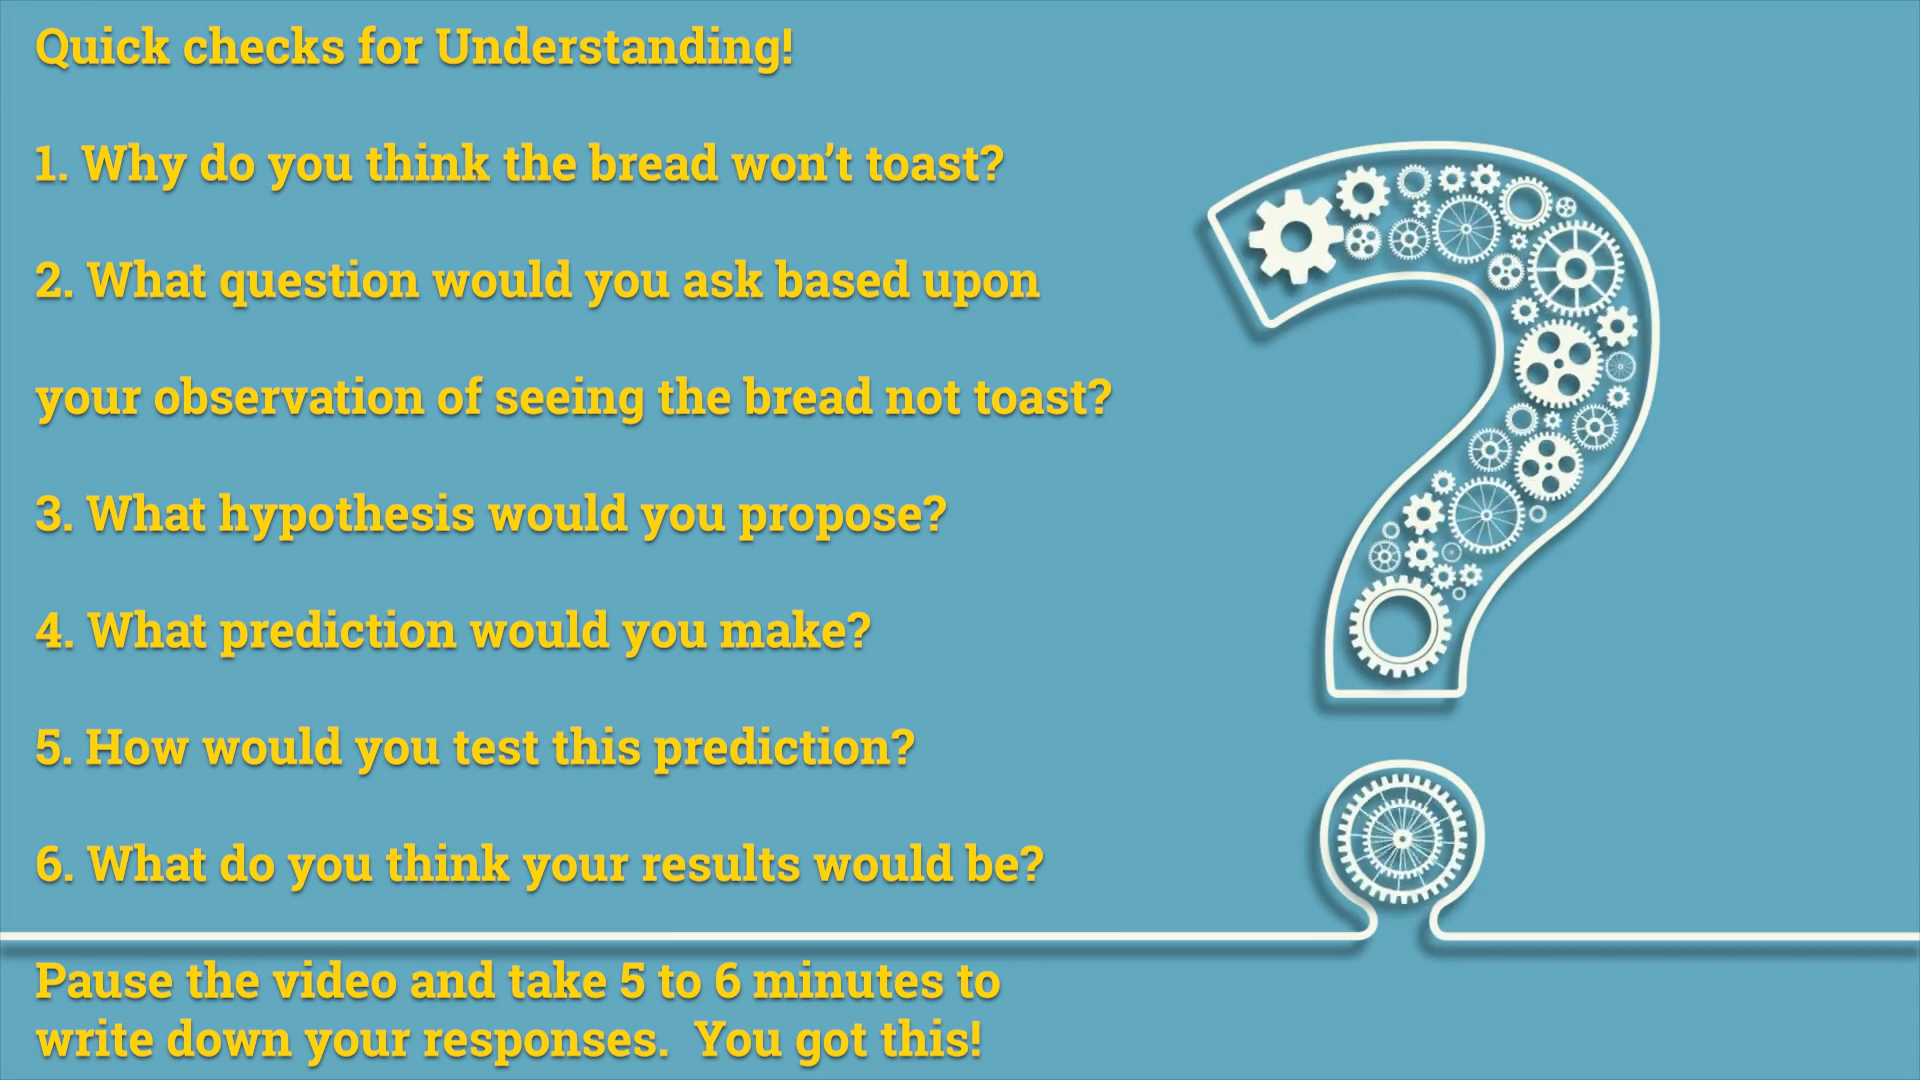 Quick checks for Understanding!
1. Why do you think the bread won’t toast?
2. What question would you ask based upon
your observation of seeing the bread not toast?
3. What hypothesis would you propose?
4. What prediction would you make?
5. How would you test this prediction?
6. What do you think your results would be?
Pause the video and take 5 to 6 minutes to
write down your responses.  You got this!